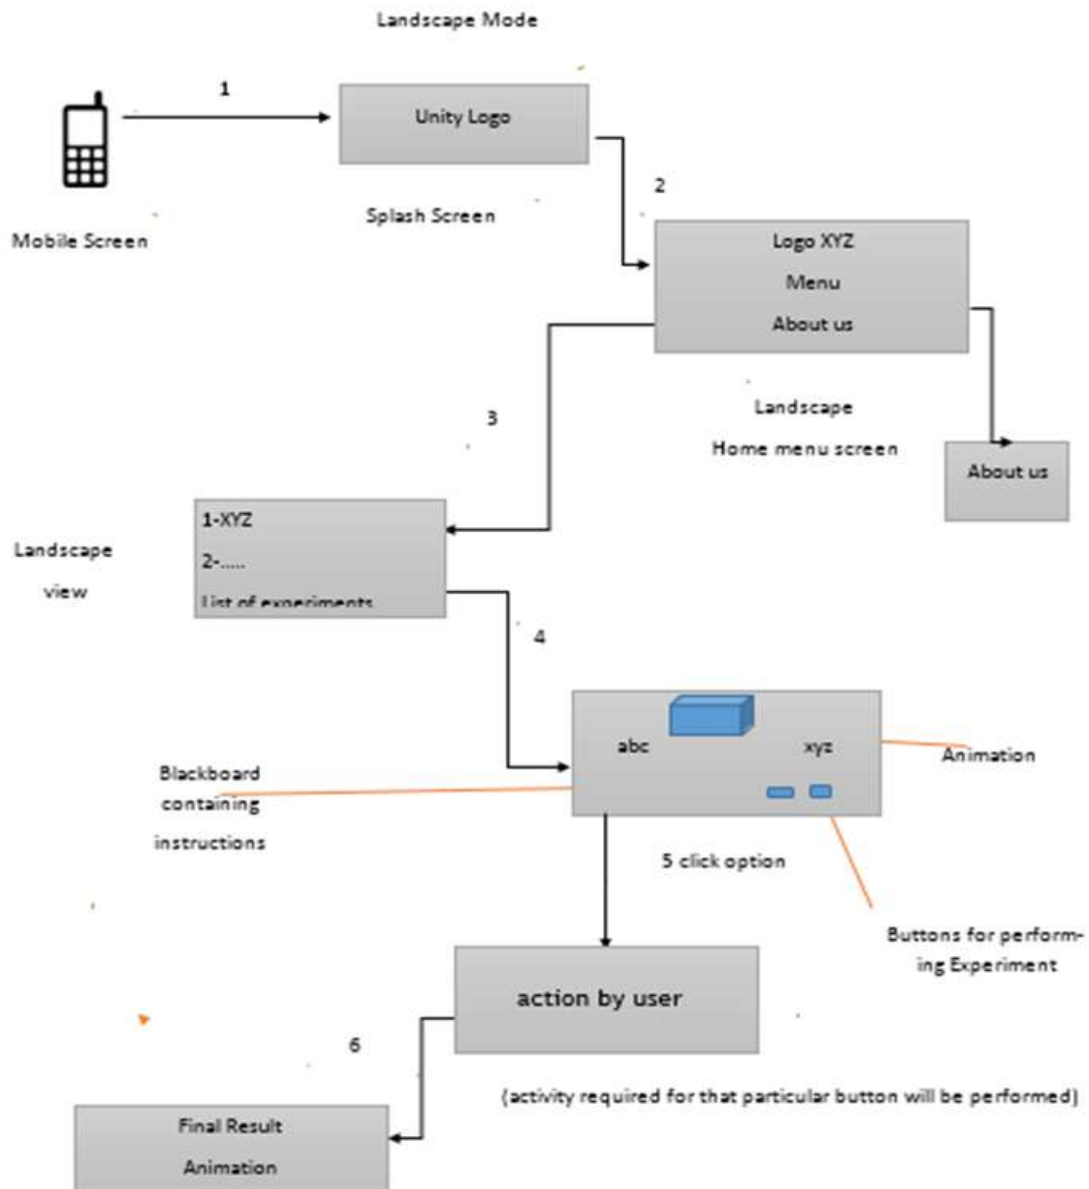 Landscape Mode
1
Unity Logo
2
Splash Screen
Mobile Screen
Logo XYZ
Menu
About us
3
Landscape
Home menu screen
About us
1-XYZ
2-.....
List of experiments
Landscape
view
4
abc
xyz
Animation
Blackboard
containing
instructions
5 click option
Buttons for perform-
ing Experiment
action by user
6
(activity required for that particular button will be performed)
Final Result
Animation